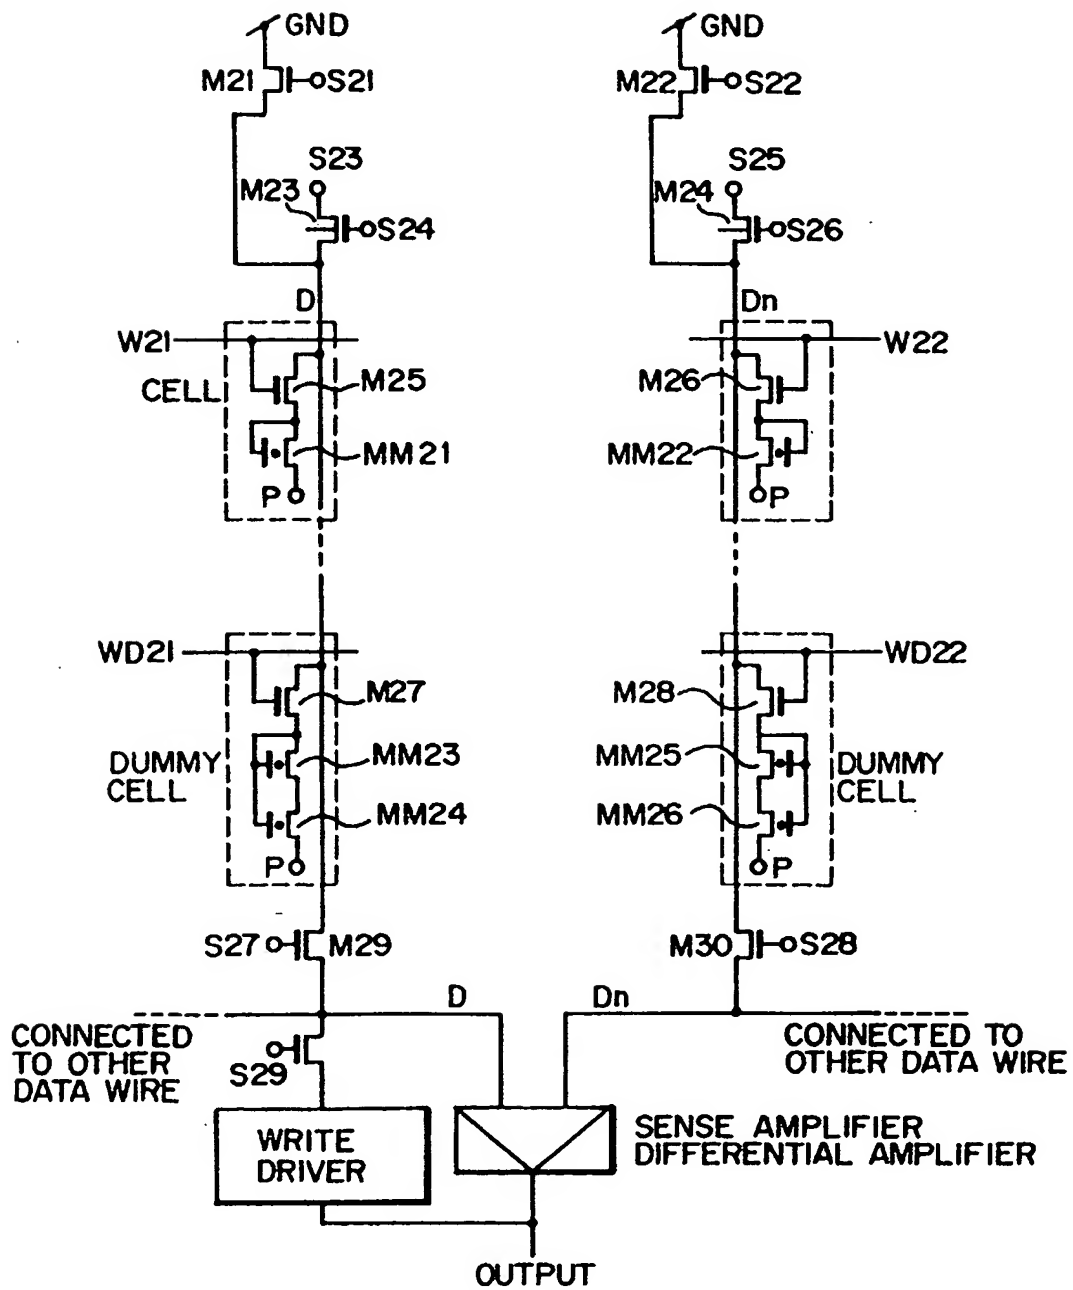 GND
GND
M21
S21
M22
S22
S23
S25
M23
S24
M24
S26
D
Dn
W21
W22
CELL
M25
M26
MM21
MM22
P
P
WD21
WD22
M27
M28
DUMMY
CELL
MM23
MM25
DUMMY
CELL
MM24
MM26
P
P
S27
M29
M30
S28
D
Dn
CONNECTED
TO OTHER
DATA WIRE
CONNECTED TO
OTHER DATA WIRE
S29
WRITE
DRIVER
SENSE AMPLIFIER
DIFFERENTIAL AMPLIFIER
OUTPUT